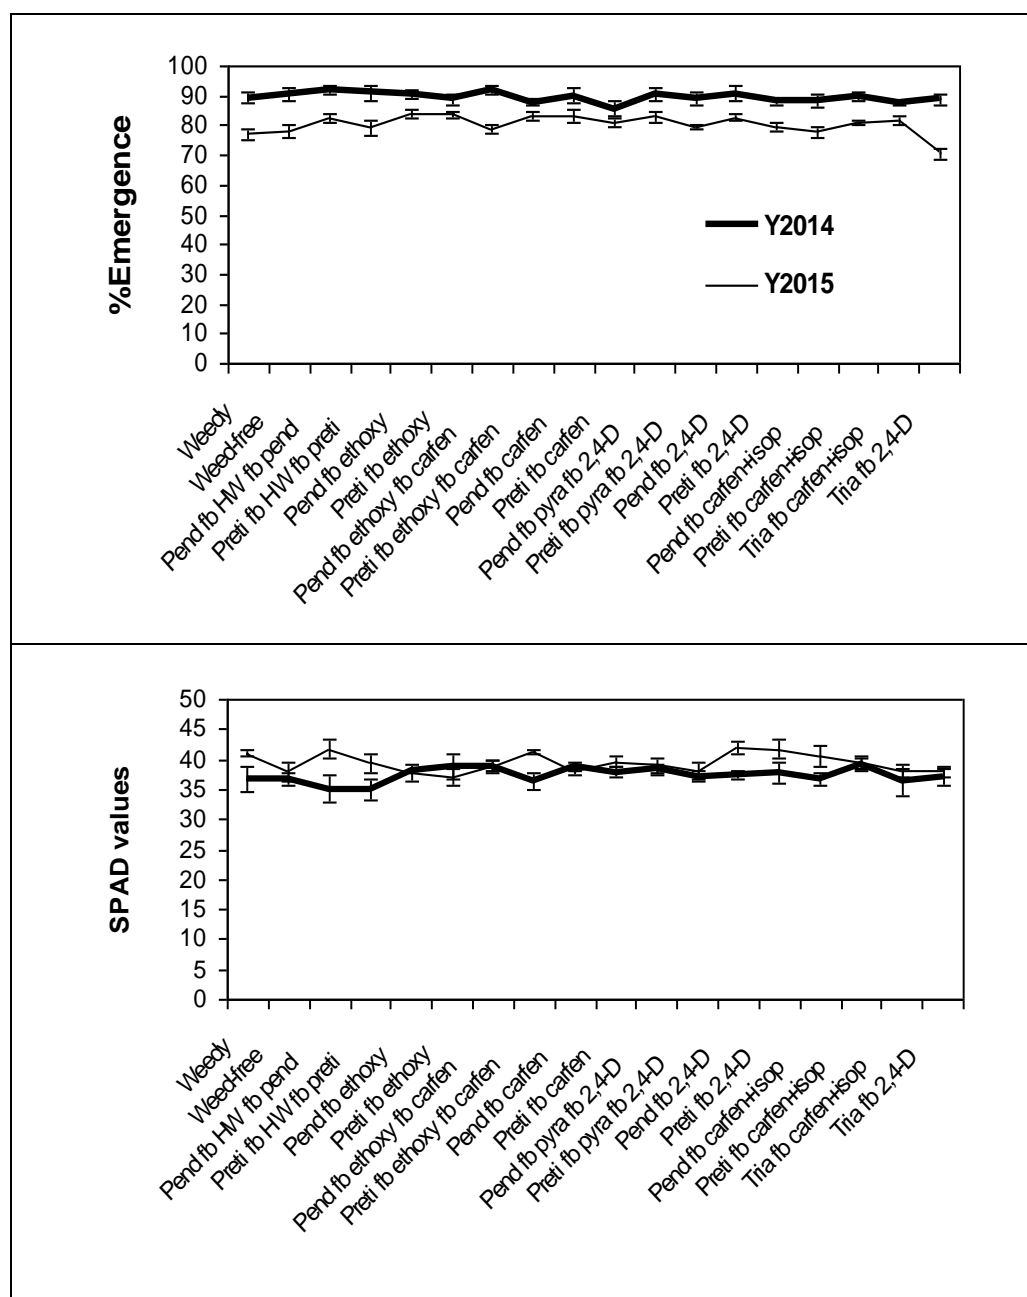 100
90
80
70
60
50
40
30
20
10
0
%Emergence
Y2014
Y2015
Weedy
Weed-free
Pend fb HW fb pend
Preti fb HW fb preti
Pend fb ethoxy
Preti fb ethoxy
Pend fb ethoxy fb carfen
Preti fb ethoxy fb carfen
Pend fb carfen
Preti fb carfen
Pend fb pyra fb 2,4-D
Preti fb pyra fb 2,4-D
Pend fb 2,4-D
Preti fb 2,4-D
Pend fb carfen+isop
Preti fb carfen+isop
Tria fb carfen+isop
Tria fb 2,4-D
50
45
40
35
30
25
20
15
10
5
0
SPAD values
Weedy
Weed-free
Pend fb HW fb pend
Preti fb HW fb preti
Pend fb ethoxy
Preti fb ethoxy
Pend fb ethoxy fb carfen
Preti fb ethoxy fb carfen
Pend fb carfen
Preti fb carfen
Pend fb pyra fb 2,4-D
Preti fb pyra fb 2,4-D
Pend fb 2,4-D
Preti fb 2,4-D
Pend fb carfen+isop
Preti fb carfen+isop
Tria fb carfen+isop
Tria fb 2,4-D